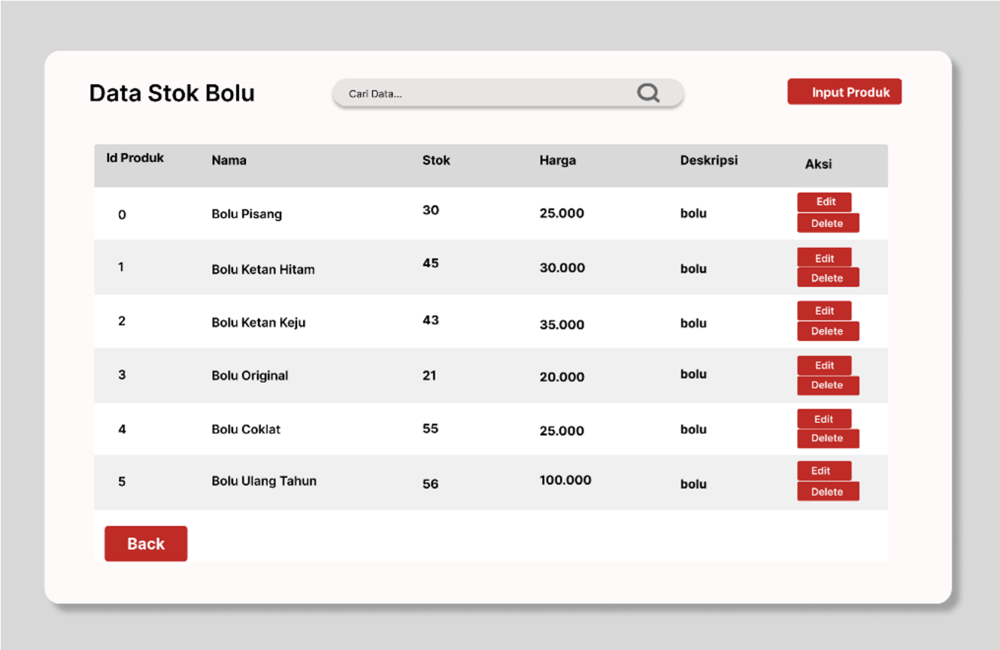 Data Stok Bolu
Cari Data...
Input Produk
Id Produk Nama Stok Harga Deskripsi Aksi
0 Bolu Pisang 30 25.000 bolu Edit
Delete
1 Bolu Ketan Hitam 45 30.000 bolu Edit
Delete
2 Bolu Ketan Keju 43 35.000 bolu Edit
Delete
3 Bolu Original 21 20.000 bolu Edit
Delete
4 Bolu Coklat 55 25.000 bolu Edit
Delete
5 Bolu Ulang Tahun 56 100.000 bolu Edit
Delete
Back